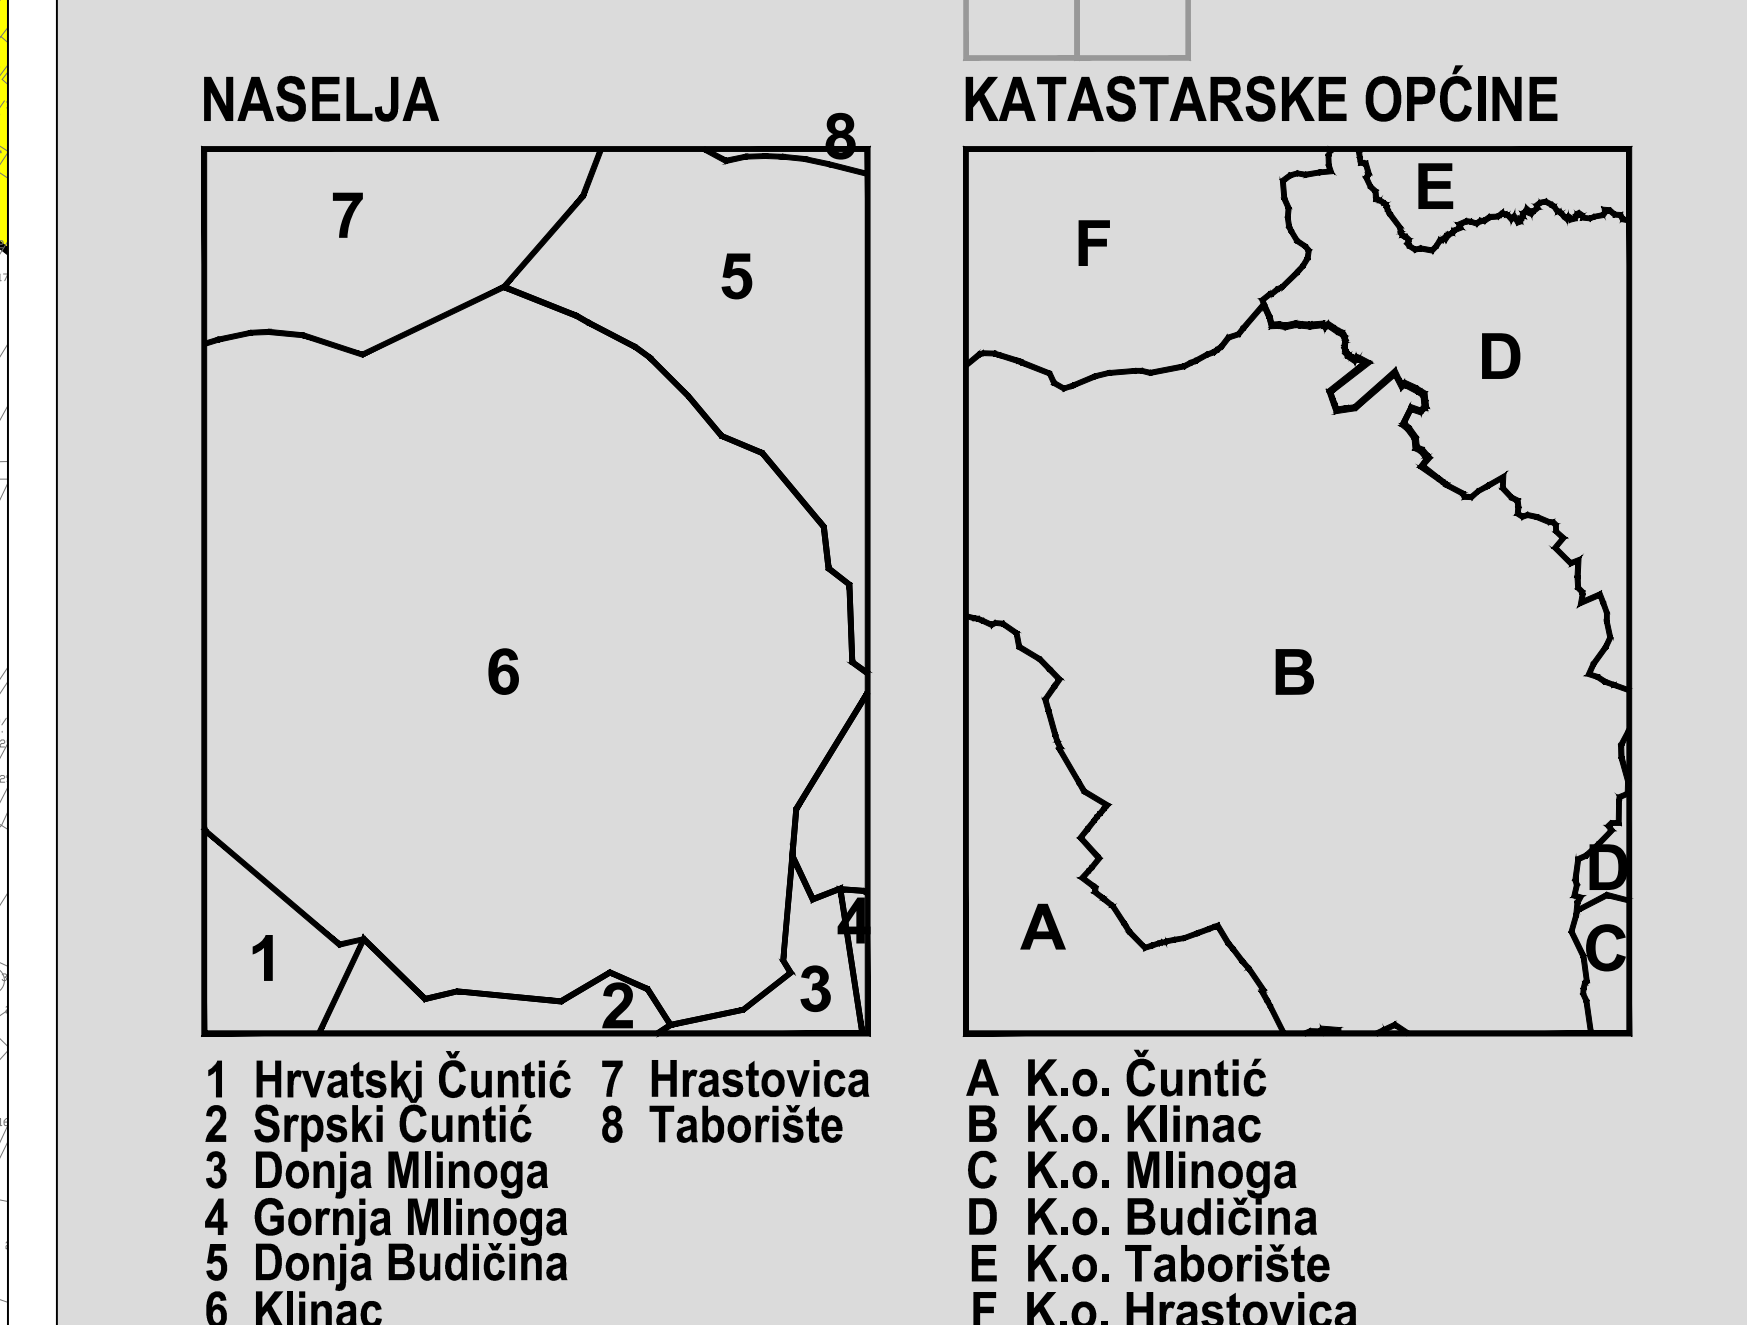 NASELJA
8
7
5
6
4
1
3
2
1 Hrvatski Čuntić
2 Srpski Čuntić
3 Donja Mlinoga
4 Gornja Mlinoga
5 Donja Budičina
6 Klinac
7 Hrastovica
8 Taborište
KATASTARSKE OPĆINE
E
F
D
B
D
A
C
A K.o. Čuntić
B K.o. Klinac
C K.o. Mlinoga
D K.o. Budičina
E K.o. Taborište
F K.o. Hrastovica